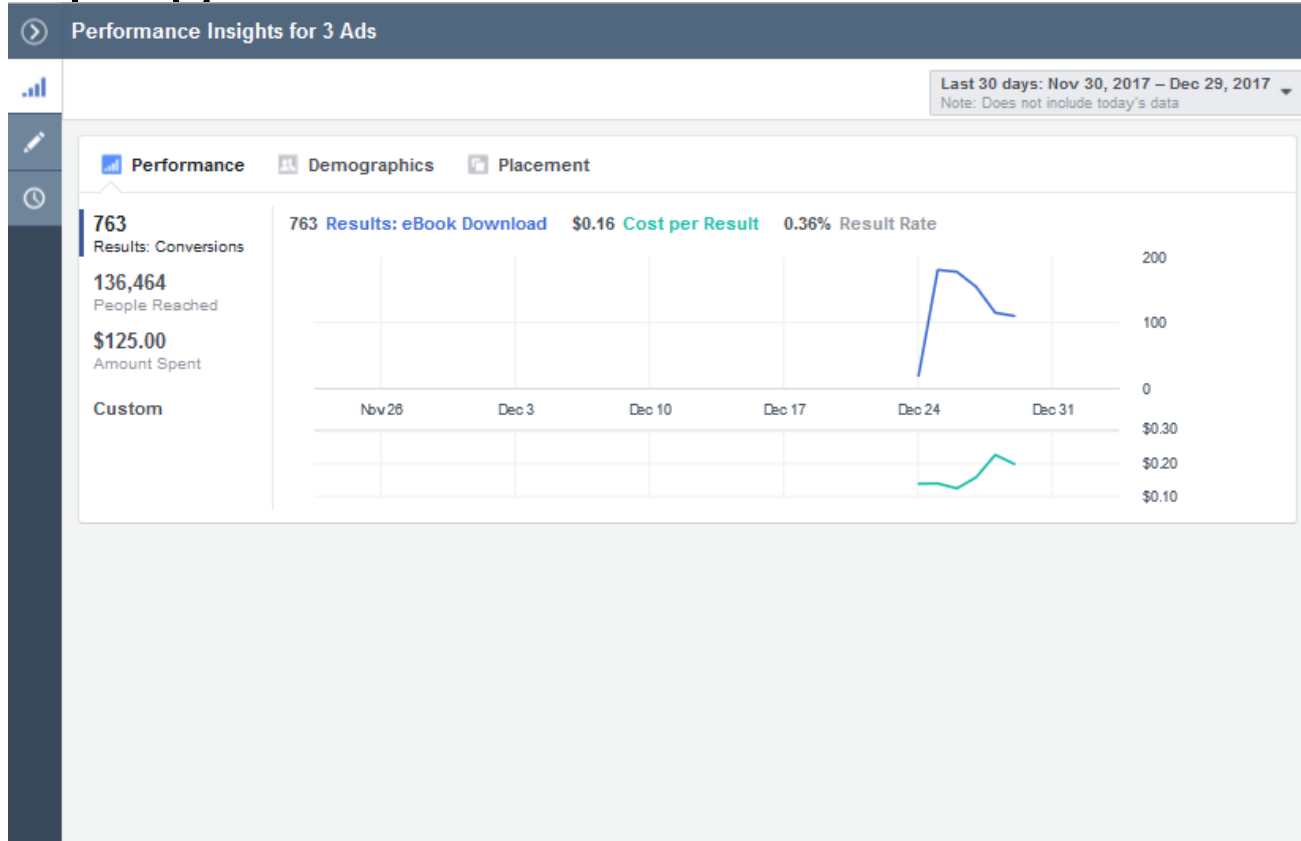 Performance Insights for 3 Ads
Last 30 days: Nov 30, 2017 – Dec 29, 2017
Note: Does not include today's data
Performance Demographics Placement
763
Results: Conversions
136,464
People Reached
$125.00
Amount Spent
Custom
763 Results: eBook Download $0.16 Cost per Result 0.36% Result Rate
200
100
0
Nov 26 Dec 3 Dec 10 Dec 17 Dec 24 Dec 31
$0.30
$0.20
$0.10